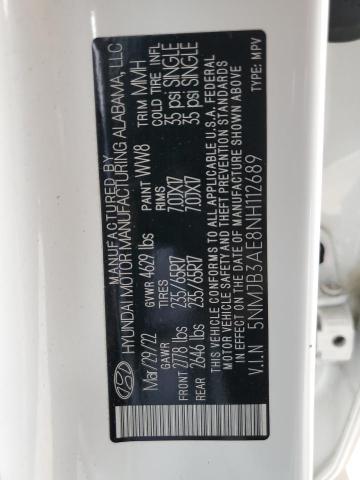 MANUFACTURED BY
HYUNDAI MOTOR MANUFACTURING ALABAMA, LLC
Mar/29/22 GVWR 4629 lbs PAINT WW8 TRIM MMH
GAWR TIRES RIMS COLD TIRE INFL
FRONT 2778 lbs 235/65R17 7.0JX17 35 psi SINGLE
REAR 2646 lbs 235/65R17 7.0JX17 35 psi SINGLE
THIS VEHICLE CONFORMS TO ALL APPLICABLE U.S.A. FEDERAL
MOTOR VEHICLE SAFETY AND THEFT PREVENTION STANDARDS
IN EFFECT ON THE DATE OF MANUFACTURE SHOWN ABOVE.
V.I.N 5NMJB3AE8NH112689 TYPE: MPV